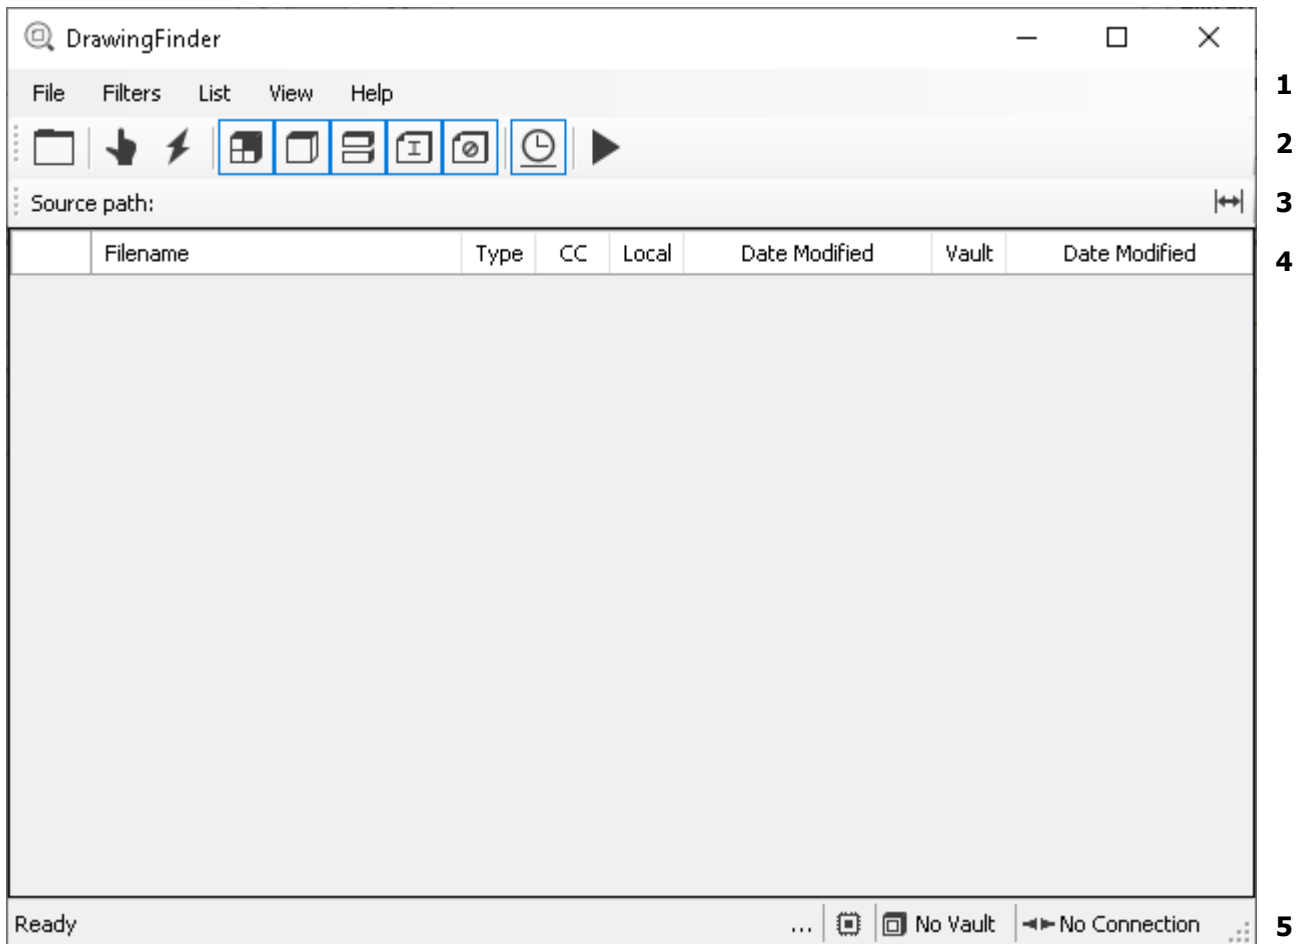 DrawingFinder
File Filters List View Help 1
2
Source path: 3
Filename Type CC Local Date Modified Vault Date Modified 4
Ready ... No Vault No Connection 5